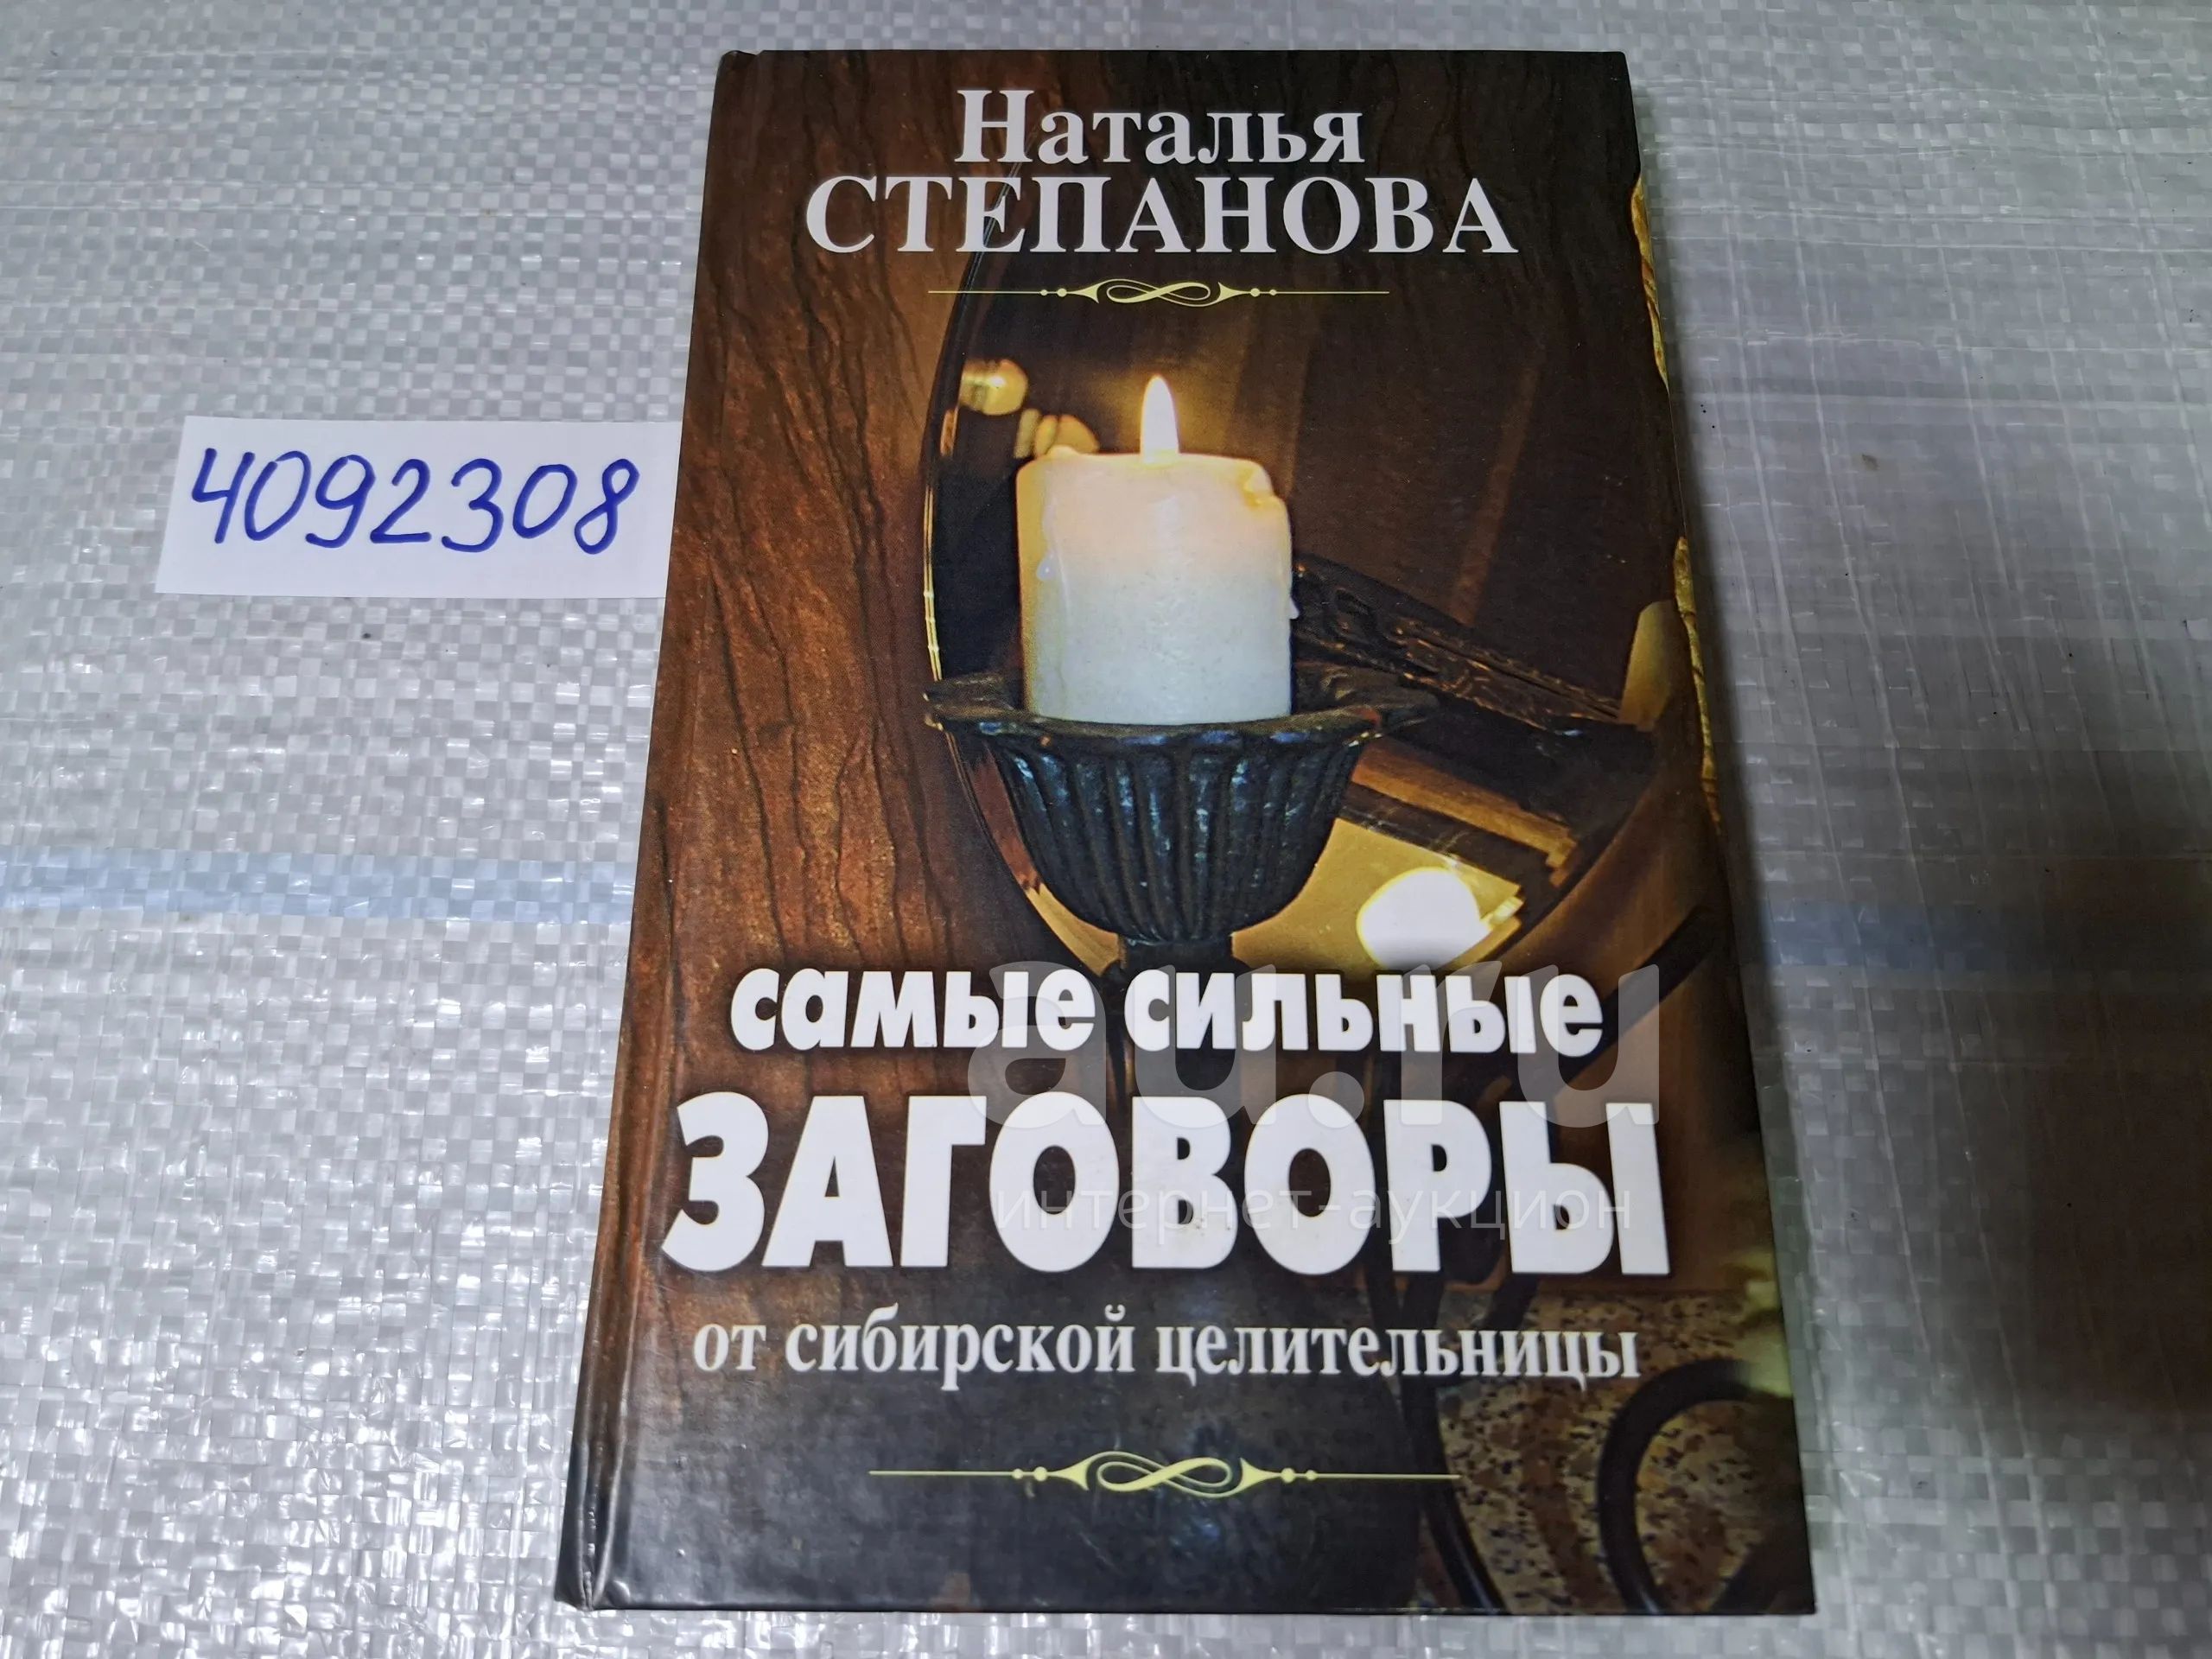 Наталья
СТЕПАНОВА
4092308
самые сильные
ЗАГОВОРЫ
от сибирской целительницы
au.ru
интернет-аукцион